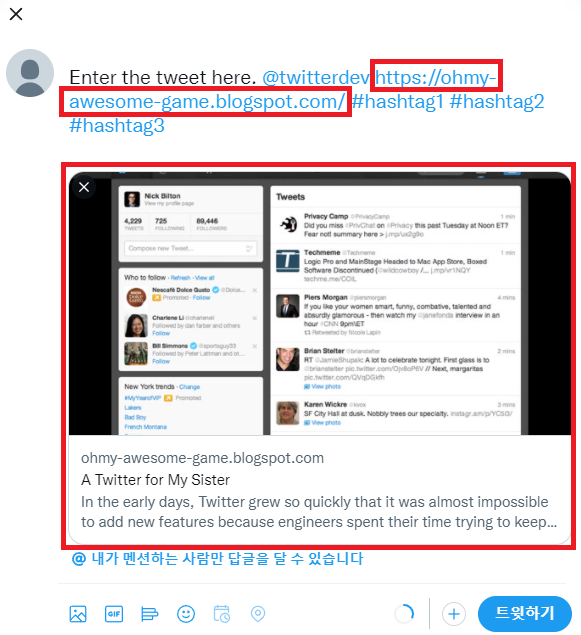 Enter the tweet here. @twitterdev https://ohmy-
awesome-game.blogspot.com/ #hashtag1 #hashtag2
#hashtag3
Nick Bilton
View my profile page
4,229 725 89,446
TWEETS FOLLOWING FOLLOWERS
Compose new Tweet...
Who to follow · Refresh · View all
Nescafé Dolce Gusto @Dolce...
Promoted · Follow
Charlene Li @charleneli
Followed by dan farber and others
Follow
Bill Simmons @sportsguy33
Followed by Peter Lattman and ot...
Follow
New York trends · Change
#MyYearofVIP Promoted
Lakers
Bad Boy
French Montana
Tweets
Privacy Camp @PrivacyCamp 1 min
Did you miss #PrivChat on #Privacy this past Tuesday at Noon ET?
Fear not! summary here > j.mp/ux2g9o
Techmeme @Techmeme 1 min
Logic Pro and MainStage Headed to Mac App Store, Boxed
Software Discontinued (@wildcowboy /...) j.mp/vr1NQY
techmeme.com/COIL
Piers Morgan @piersmorgan 4 mins
If you like your women smart, funny, combative, talented and
absurdly glamorous - then watch my @janefonda interview in an
hour #CNN 9pm\ET
13 Retweeted by Nicole Lapin
Brian Stelter @brianstelter 2 mins
RT @JamieShupak: A lot to celebrate tonight. First glass is to
@brianstelter pic.twitter.com/Ojv8oP6V // Next, margaritas
pic.twitter.com/QVqDGkfh
View photo
Karen Wickre @kvox 3 mins
SF City Hall at dusk. Nobly trees our specialty. instagr.am/p/YCSG/
View photo
ohmy-awesome-game.blogspot.com
A Twitter for My Sister
In the early days, Twitter grew so quickly that it was almost impossible
to add new features because engineers spent their time trying to keep...
@ 내가 멘션하는 사람만 답글을 달 수 있습니다
GIF
트윗하기